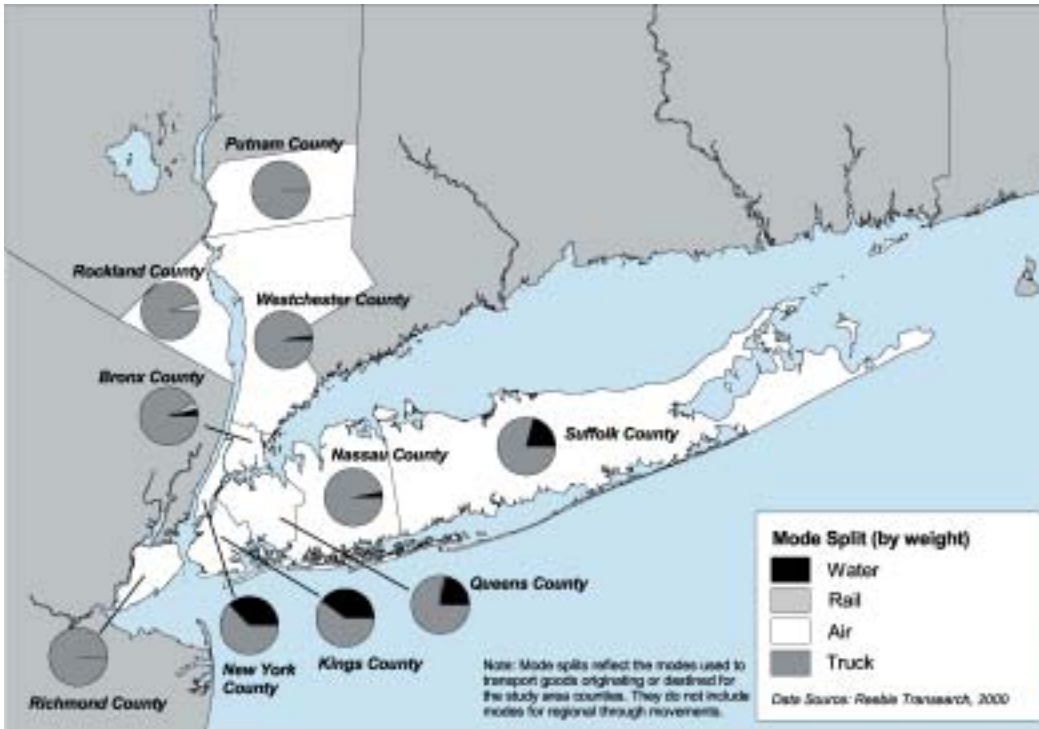 Putnam County
Rockland County
Westchester County
Bronx County
Suffolk County
Nassau County
Queens County
Kings County
New York
County
Richmond County
Mode Split (by weight)
Water
Rail
Air
Truck
Data Source: Reebie Transearch, 2000
Note: Mode splits reflect the modes used to
transport goods originating or destined for
the study area counties. They do not include
modes for regional through movements.